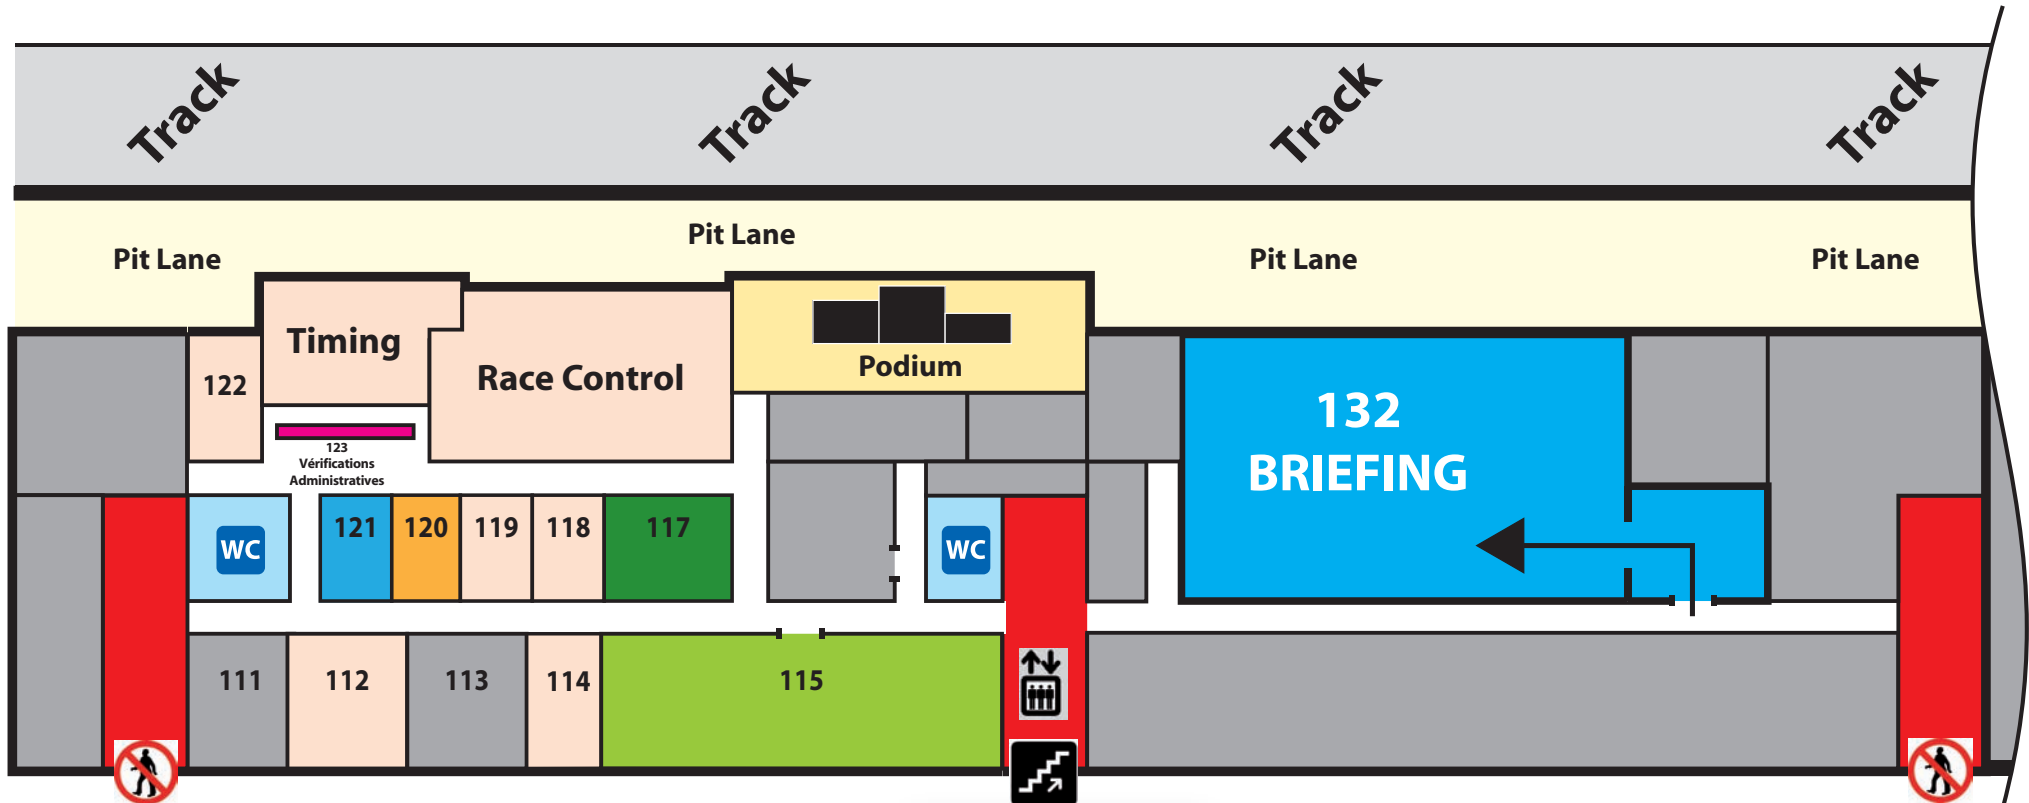 Track
Track
Track
Track
Pit Lane
Pit Lane
Pit Lane
Pit Lane
Timing
Race Control
Podium
122
123
Vérifications
Administratives
132
BRIEFING
WC
121
120
119
118
117
WC
111
112
113
114
115